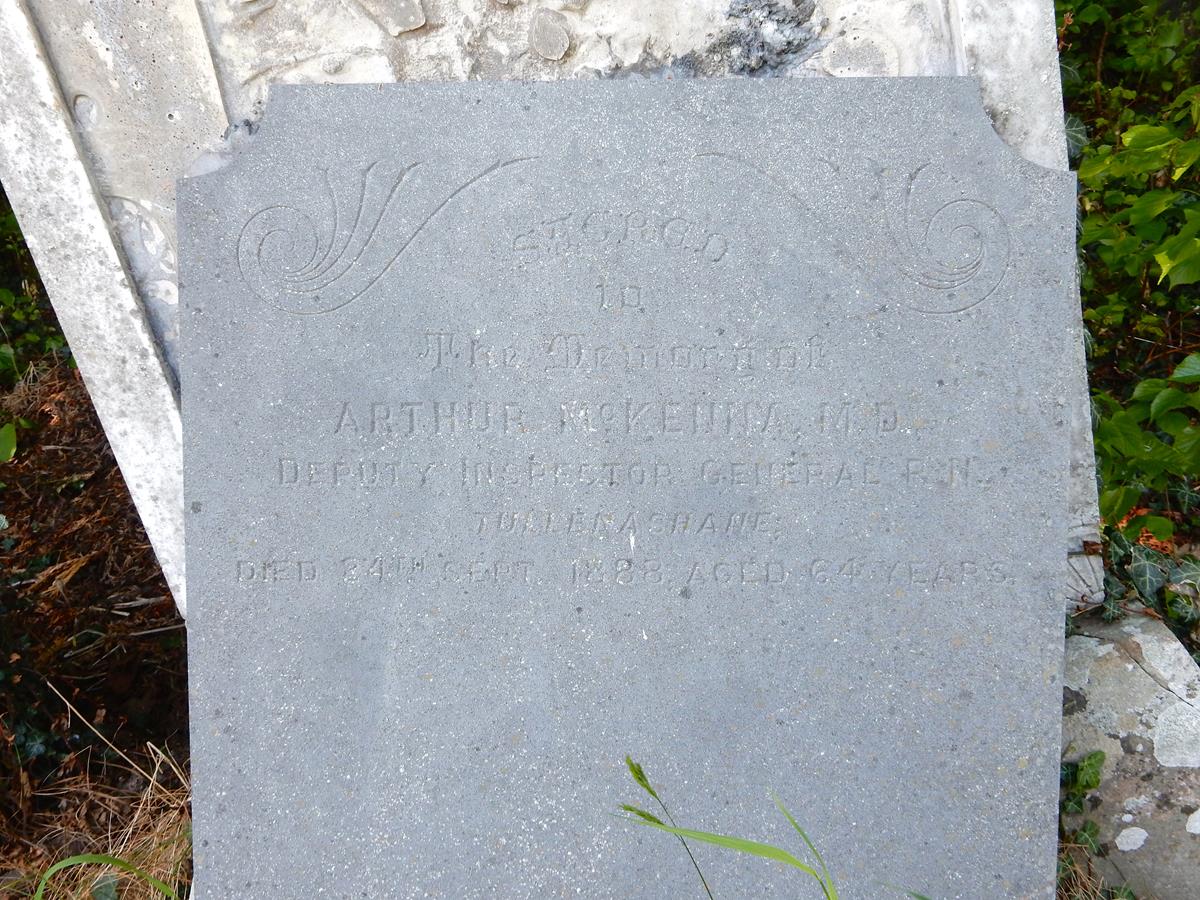 SACRED
TO
The Memory of
ARTHUR McKENNA, M.D.
DEPUTY INSPECTOR GENERAL R.N.
TULLENASHANE,
DIED 24TH SEPT. 1888, AGED 64 YEARS.